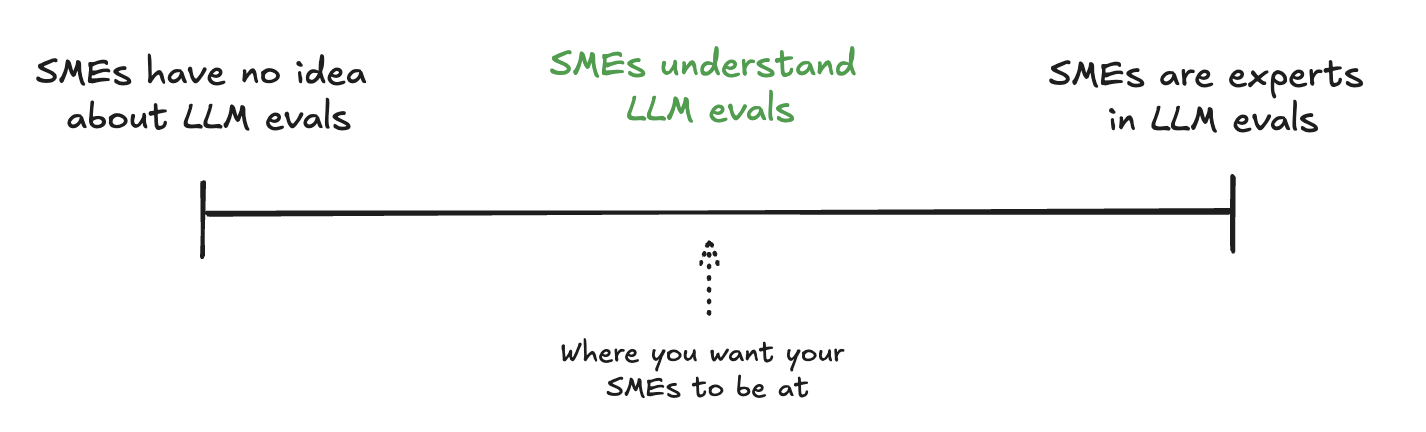 SMEs have no idea
about LLM evals
SMEs understand
LLM evals
SMEs are experts
in LLM evals
Where you want your
SMEs to be at